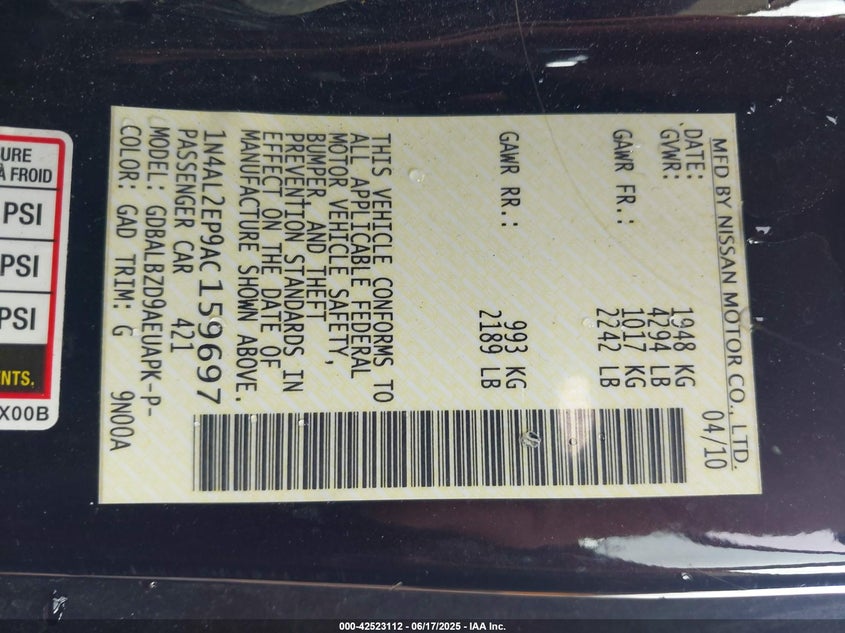 MFD BY NISSAN MOTOR CO., LTD.
DATE: 04/10
GVWR: 1948 KG
4294 LB
GAWR FR.: 1017 KG
2242 LB
GAWR RR.: 993 KG
2189 LB
THIS VEHICLE CONFORMS TO
ALL APPLICABLE FEDERAL
MOTOR VEHICLE SAFETY,
BUMPER, AND THEFT
PREVENTION STANDARDS IN
EFFECT ON THE DATE OF
MANUFACTURE SHOWN ABOVE.
1N4AL2EP9AC159697
PASSENGER CAR 421
MODEL: GDBALBZD9AEUAPK-P-
COLOR: GAD TRIM: G 9N00A
URE
À FROID
PSI
PSI
PSI
NTS.
X00B
000-42523112 - 06/17/2025 - IAA Inc.